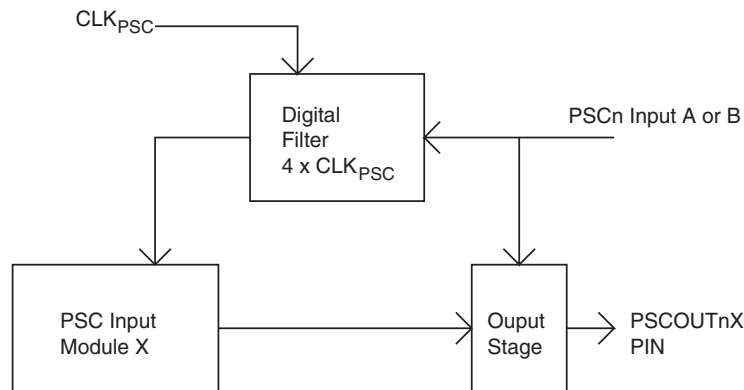 CLKPSC
Digital
Filter
4 x CLKPSC
PSCn Input A or B
PSC Input
Module X
Ouput
Stage
PSCOUTnX
PIN